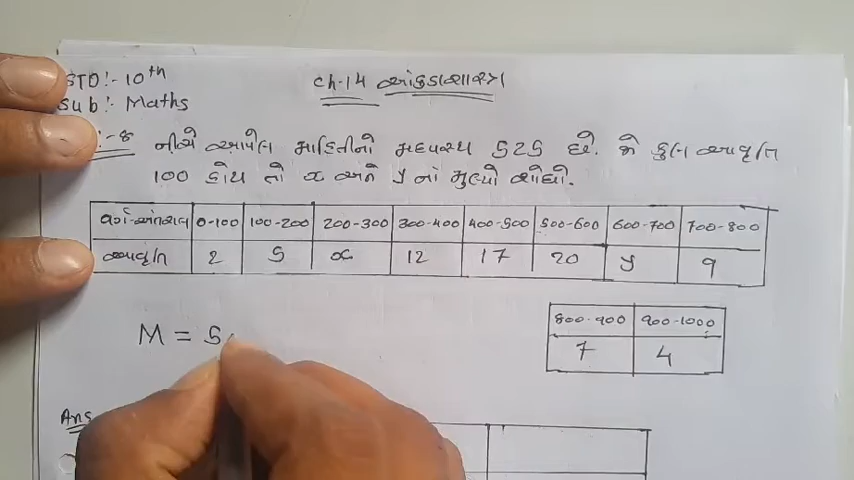 STD:- 10th
Ch-14 આંકડાશાસ્ત્ર
Sub:- Maths
:-8 નીચે આપેલ માહિતીનો મધ્યસ્થ 525 છે. જો કુલ આવૃત્તિ
100 હોય તો x અને y નાં મુલ્યો શોધો.
વર્ગ-અંતરાલ 0-100 100-200 200-300 300-400 400-500 500-600 600-700 700-800
આવૃત્તિ 2 5 x 12 17 20 y 9
800-900 900-1000
7 4
M = 5
Ans